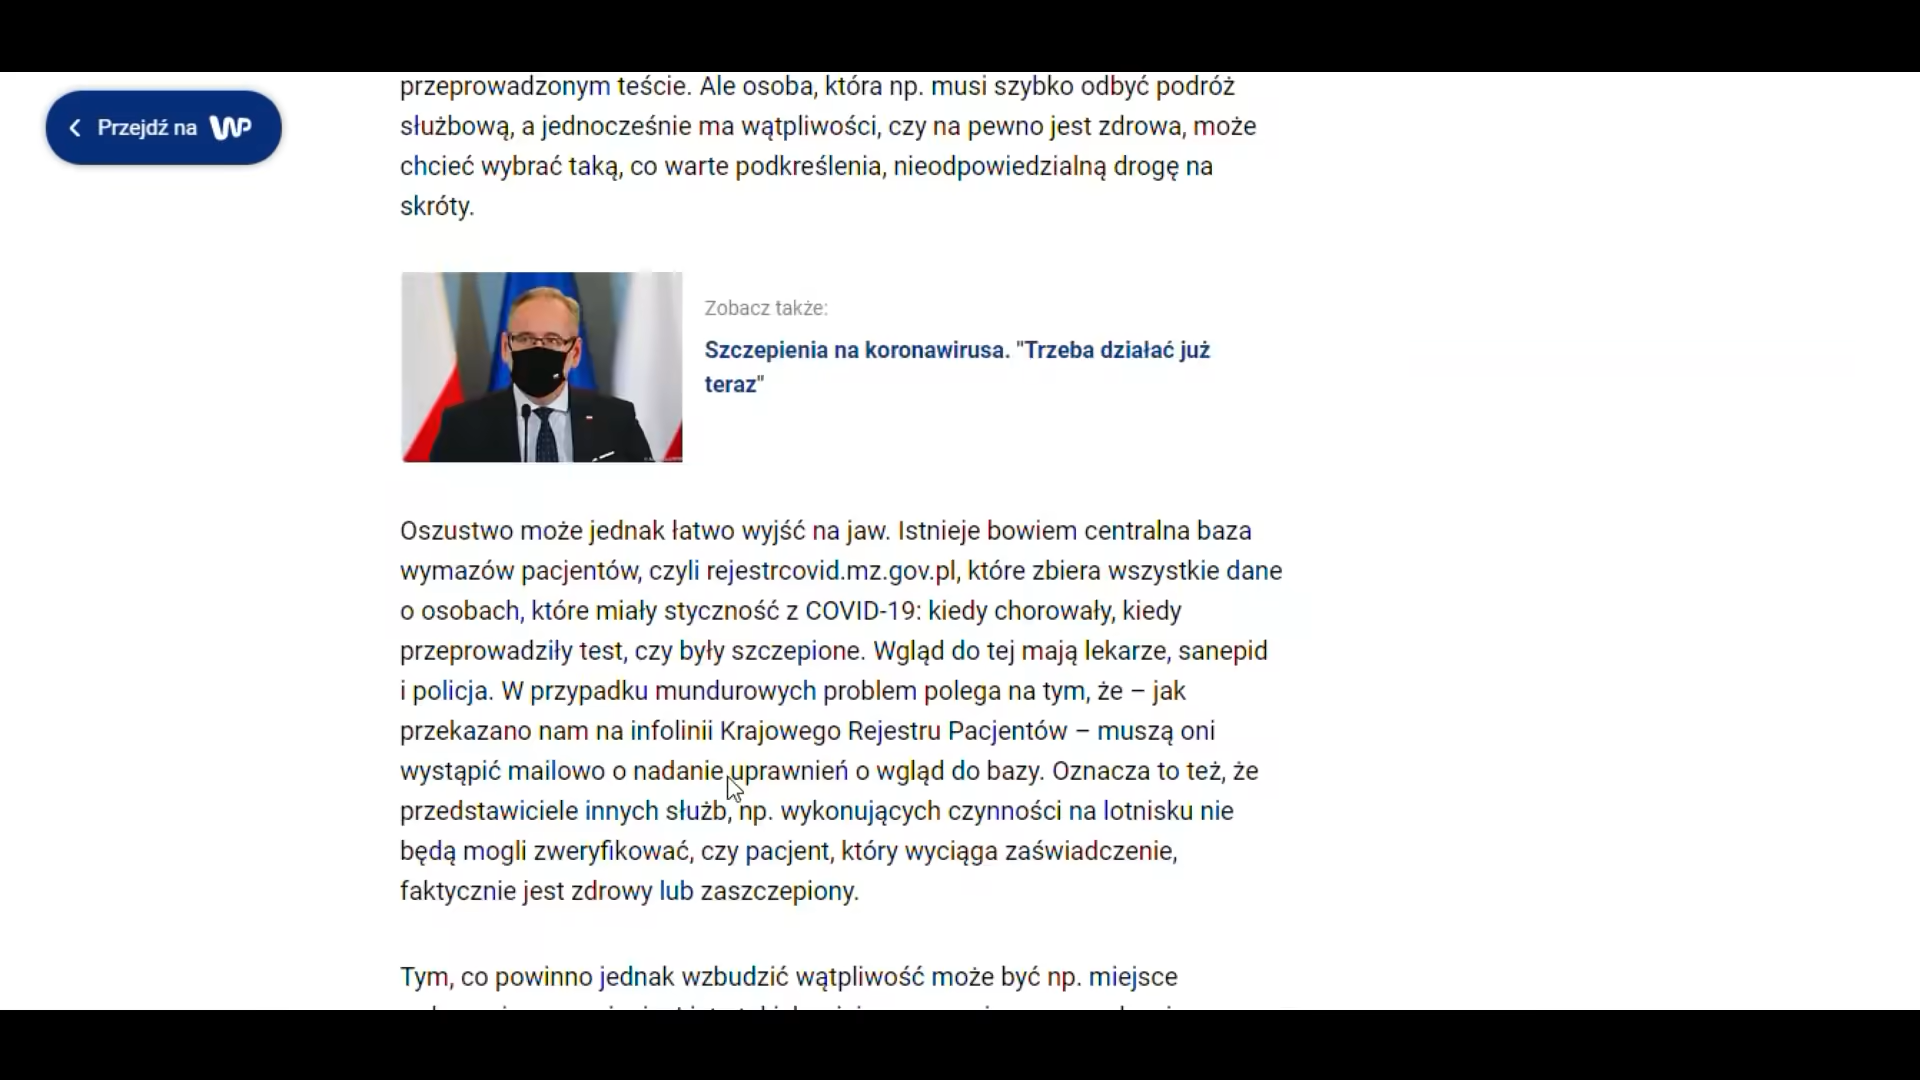 przeprowadzonym teście. Ale osoba, która np. musi szybko odbyć podróż
Przejdź na WP
służbową, a jednocześnie ma wątpliwości, czy na pewno jest zdrowa, może
chcieć wybrać taką, co warte podkreślenia, nieodpowiedzialną drogę na
skróty.
Zobacz także:
Szczepienia na koronawirusa. "Trzeba działać już
teraz"
Oszustwo może jednak łatwo wyjść na jaw. Istnieje bowiem centralna baza
wymazów pacjentów, czyli rejestrcovid.mz.gov.pl, które zbiera wszystkie dane
o osobach, które miały styczność z COVID-19: kiedy chorowały, kiedy
przeprowadziły test, czy były szczepione. Wgląd do tej mają lekarze, sanepid
i policja. W przypadku mundurowych problem polega na tym, że – jak
przekazano nam na infolinii Krajowego Rejestru Pacjentów – muszą oni
wystąpić mailowo o nadanie uprawnień o wgląd do bazy. Oznacza to też, że
przedstawiciele innych służb, np. wykonujących czynności na lotnisku nie
będą mogli zweryfikować, czy pacjent, który wyciąga zaświadczenie,
faktycznie jest zdrowy lub zaszczepiony.
Tym, co powinno jednak wzbudzić wątpliwość może być np. miejsce